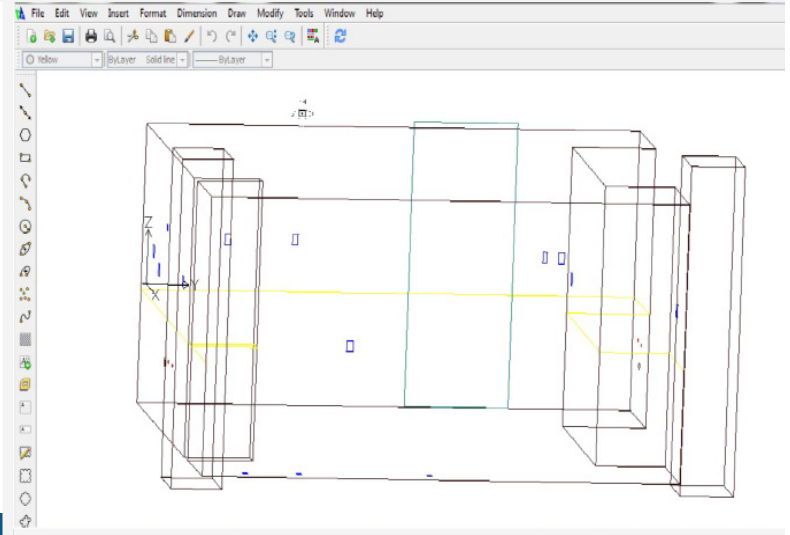 File Edit View Insert Format Dimension Draw Modify Tools Window Help
Yellow ByLayer Solid line ByLayer
Z
Y
X